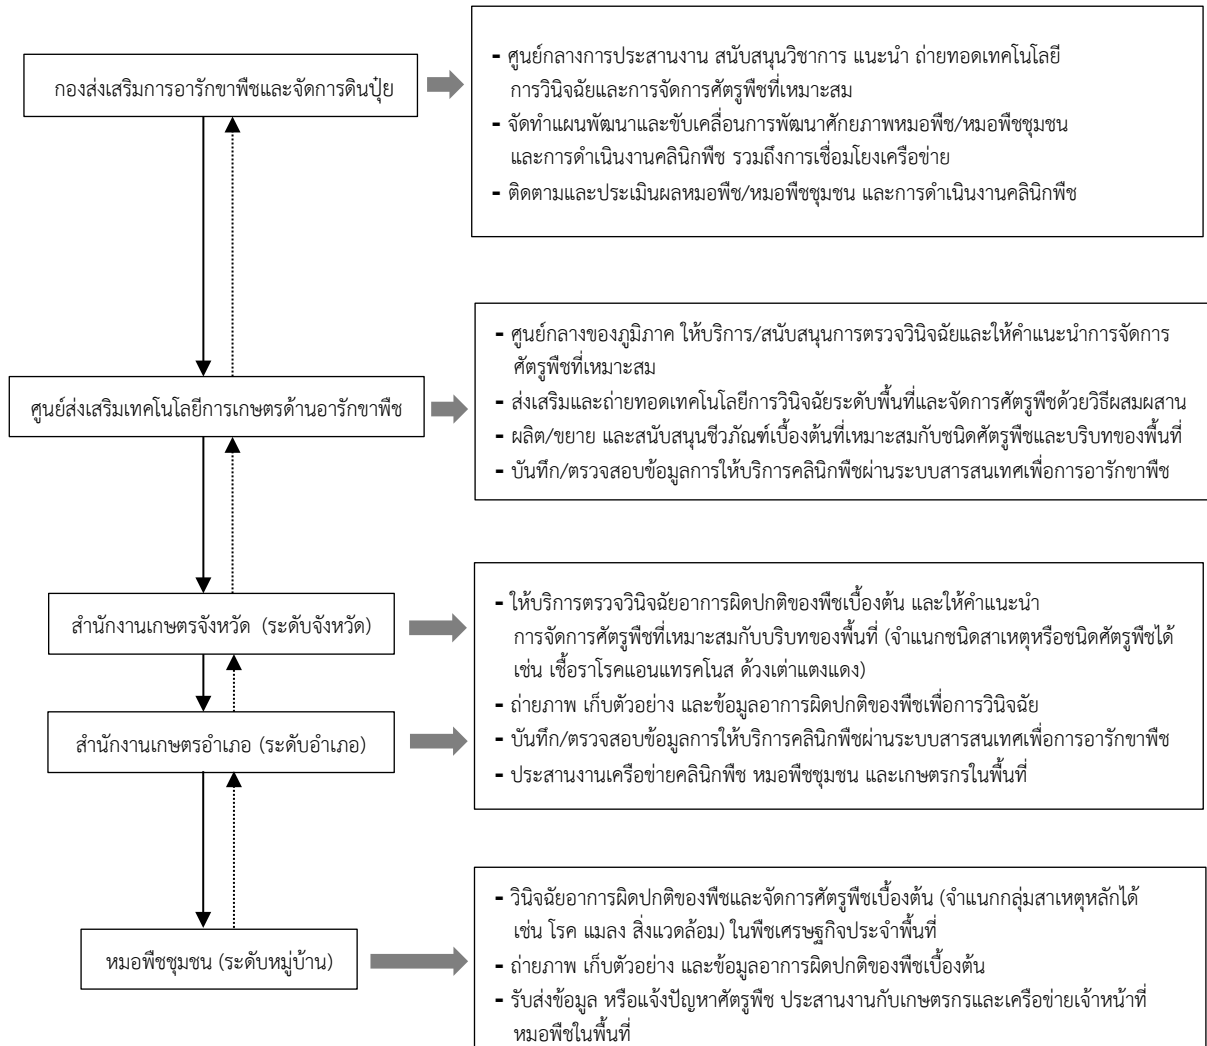 กองส่งเสริมการอารักขาพืชและจัดการดินปุ๋ย
- ศูนย์กลางการประสานงาน สนับสนุนวิชาการ แนะนำ ถ่ายทอดเทคโนโลยี
การวินิจฉัยและการจัดการศัตรูพืชที่เหมาะสม
- จัดทำแผนพัฒนาและขับเคลื่อนการพัฒนาศักยภาพหมอพืช/หมอพืชชุมชน
และการดำเนินงานคลินิกพืช รวมถึงการเชื่อมโยงเครือข่าย
- ติดตามและประเมินผลหมอพืช/หมอพืชชุมชน และการดำเนินงานคลินิกพืช
ศูนย์ส่งเสริมเทคโนโลยีการเกษตรด้านอารักขาพืช
- ศูนย์กลางของภูมิภาค ให้บริการ/สนับสนุนการตรวจวินิจฉัยและให้คำแนะนำการจัดการ
ศัตรูพืชที่เหมาะสม
- ส่งเสริมและถ่ายทอดเทคโนโลยีการวินิจฉัยระดับพื้นที่และจัดการศัตรูพืชด้วยวิธีผสมผสาน
- ผลิต/ขยาย และสนับสนุนชีวภัณฑ์เบื้องต้นที่เหมาะสมกับชนิดศัตรูพืชและบริบทของพื้นที่
- บันทึก/ตรวจสอบข้อมูลการให้บริการคลินิกพืชผ่านระบบสารสนเทศเพื่อการอารักขาพืช
สำนักงานเกษตรจังหวัด (ระดับจังหวัด)
สำนักงานเกษตรอำเภอ (ระดับอำเภอ)
- ให้บริการตรวจวินิจฉัยอาการผิดปกติของพืชเบื้องต้น และให้คำแนะนำ
การจัดการศัตรูพืชที่เหมาะสมกับบริบทของพื้นที่ (จำแนกชนิดสาเหตุหรือชนิดศัตรูพืชได้
เช่น เชื้อราโรคแอนแทรคโนส ด้วงเต่าแตงแดง)
- ถ่ายภาพ เก็บตัวอย่าง และข้อมูลอาการผิดปกติของพืชเพื่อการวินิจฉัย
- บันทึก/ตรวจสอบข้อมูลการให้บริการคลินิกพืชผ่านระบบสารสนเทศเพื่อการอารักขาพืช
- ประสานงานเครือข่ายคลินิกพืช หมอพืชชุมชน และเกษตรกรในพื้นที่
หมอพืชชุมชน (ระดับหมู่บ้าน)
- วินิจฉัยอาการผิดปกติของพืชและจัดการศัตรูพืชเบื้องต้น (จำแนกกลุ่มสาเหตุหลักได้
เช่น โรค แมลง สิ่งแวดล้อม) ในพืชเศรษฐกิจประจำพื้นที่
- ถ่ายภาพ เก็บตัวอย่าง และข้อมูลอาการผิดปกติของพืชเบื้องต้น
- รับส่งข้อมูล หรือแจ้งปัญหาศัตรูพืช ประสานงานกับเกษตรกรและเครือข่ายเจ้าหน้าที่
หมอพืชในพื้นที่